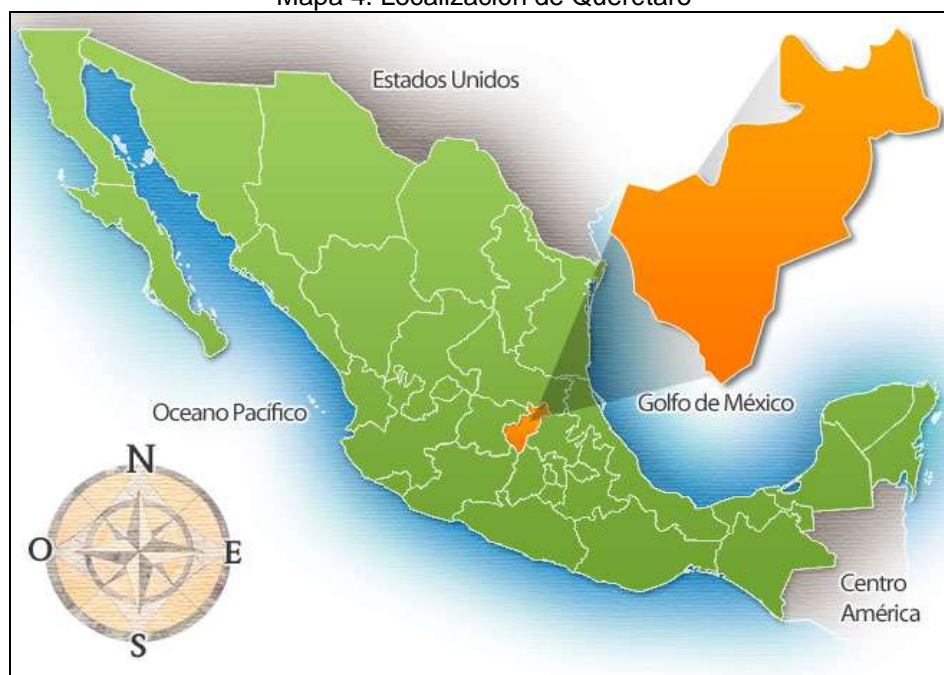 Mapa 4. Localización de Querétaro
Estados Unidos
Oceano Pacífico
Golfo de México
N
O
E
S
Centro
América